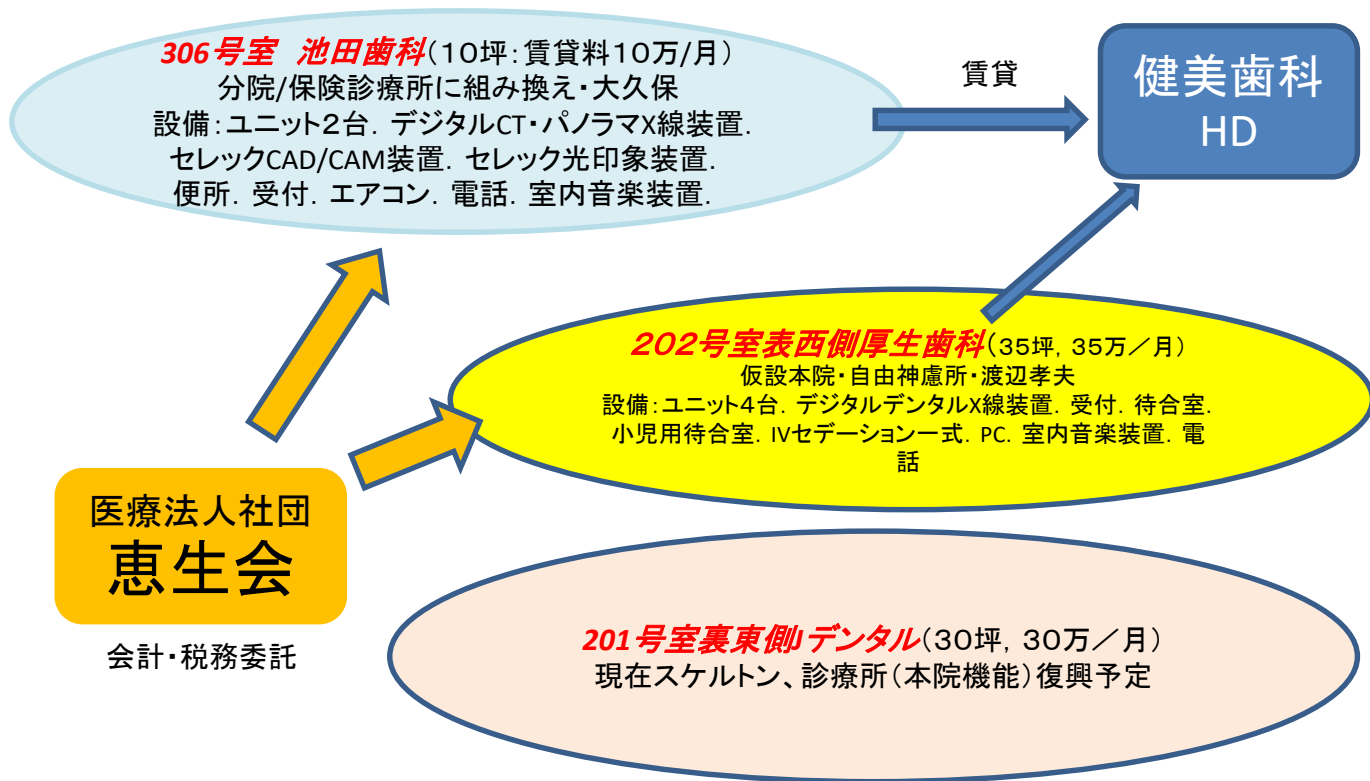 306号室　池田歯科(１０坪：賃貸料１０万/月)
分院/保険診療所に組み換え・大久保
設備：ユニット２台．デジタルCT・パノラマX線装置．
セレックCAD/CAM装置．セレック光印象装置．
便所．受付．エアコン．電話．室内音楽装置．
賃貸
健美歯科
HD
２０２号室表西側厚生歯科(35坪, 35万／月)
仮設本院・自由神慮所・渡辺孝夫
設備：ユニット4台．デジタルデンタルX線装置．受付．待合室．
小児用待合室．IVセデーション一式．PC．室内音楽装置．電
話
医療法人社団
恵生会
会計・税務委託
201号室裏東側Jデンタル(３０坪, ３０万／月)
現在スケルトン、診療所(本院機能)復興予定